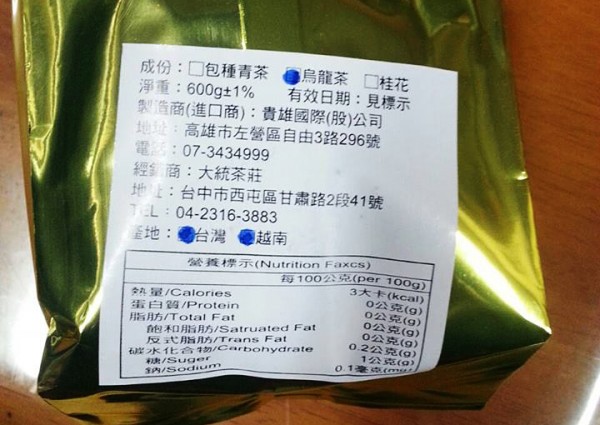 成份：□包種青茶 烏龍茶 □桂花
淨重：600g±1% 有效日期：見標示
製造商(進口商)：貴雄國際(股)公司
地址：高雄市左營區自由3路296號
電話：07-3434999
經銷商：大統茶莊
地址：台中市西屯區甘肅路2段41號
TEL：04-2316-3883
產地：台灣 越南
營養標示(Nutrition Faxcs)
每100公克(per 100g)
熱量/Calories 3大卡(kcal)
蛋白質/Protein 0公克(g)
脂肪/Total Fat 0公克(g)
飽和脂肪/Satruated Fat 0公克(g)
反式脂肪/Trans Fat 0公克(g)
碳水化合物/Carbohydrate 0.2公克(g)
糖/Suger 1公克(g)
鈉/Sodium 0.1毫克(mg)